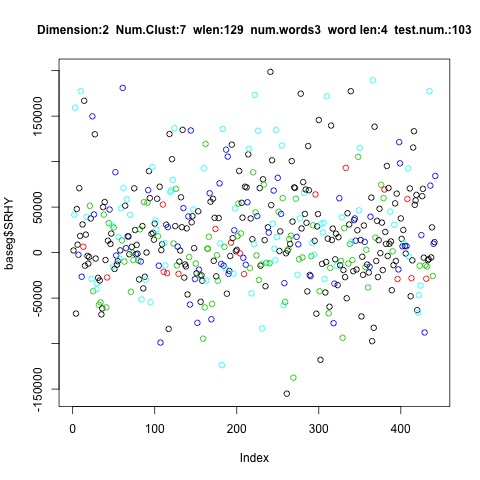 Dimension:2  Num.Clust:7  wlen:129  num.words3  word len:4  test.num.:103
150000
50000
0
-50000
-150000
baseg$SRHY
0 100 200 300 400
Index